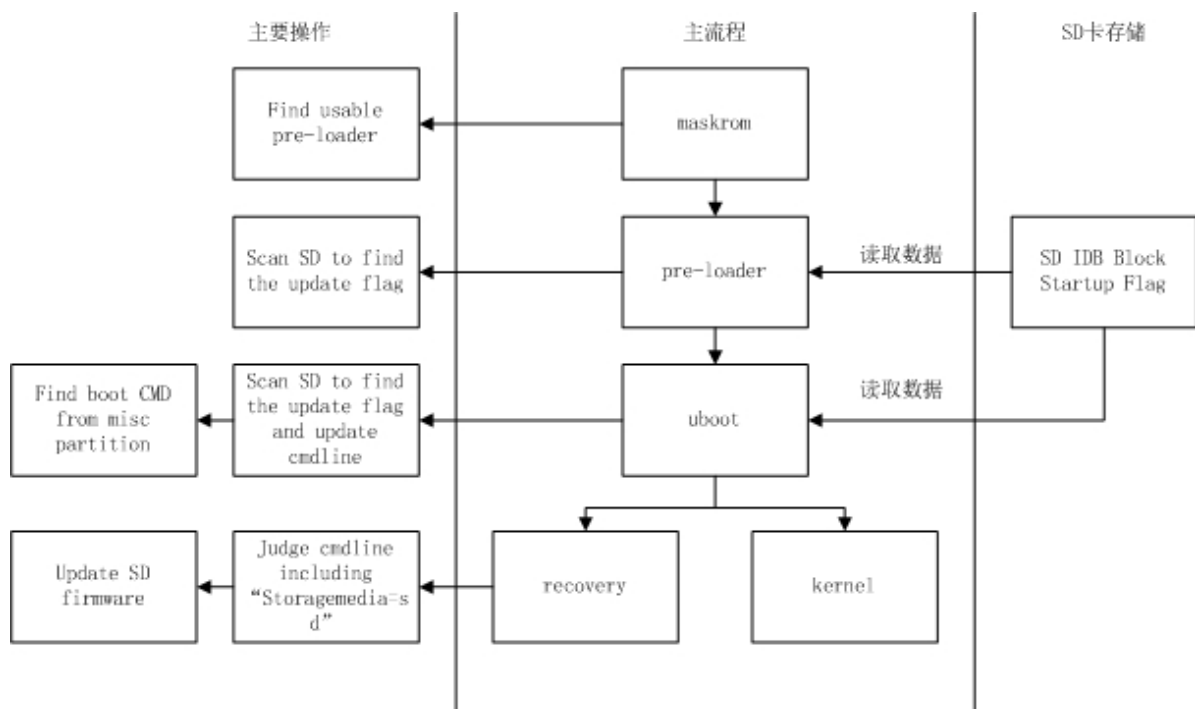 主要操作
主流程
SD卡存储
Find usable
pre-loader
maskrom
Scan SD to find
the update flag
pre-loader
读取数据
SD IDB Block
Startup Flag
Find boot CMD
from misc
partition
Scan SD to find
the update flag
and update
cmdline
uboot
读取数据
Update SD
firmware
Judge cmdline
including
“Storagemedia=s
d”
recovery
kernel